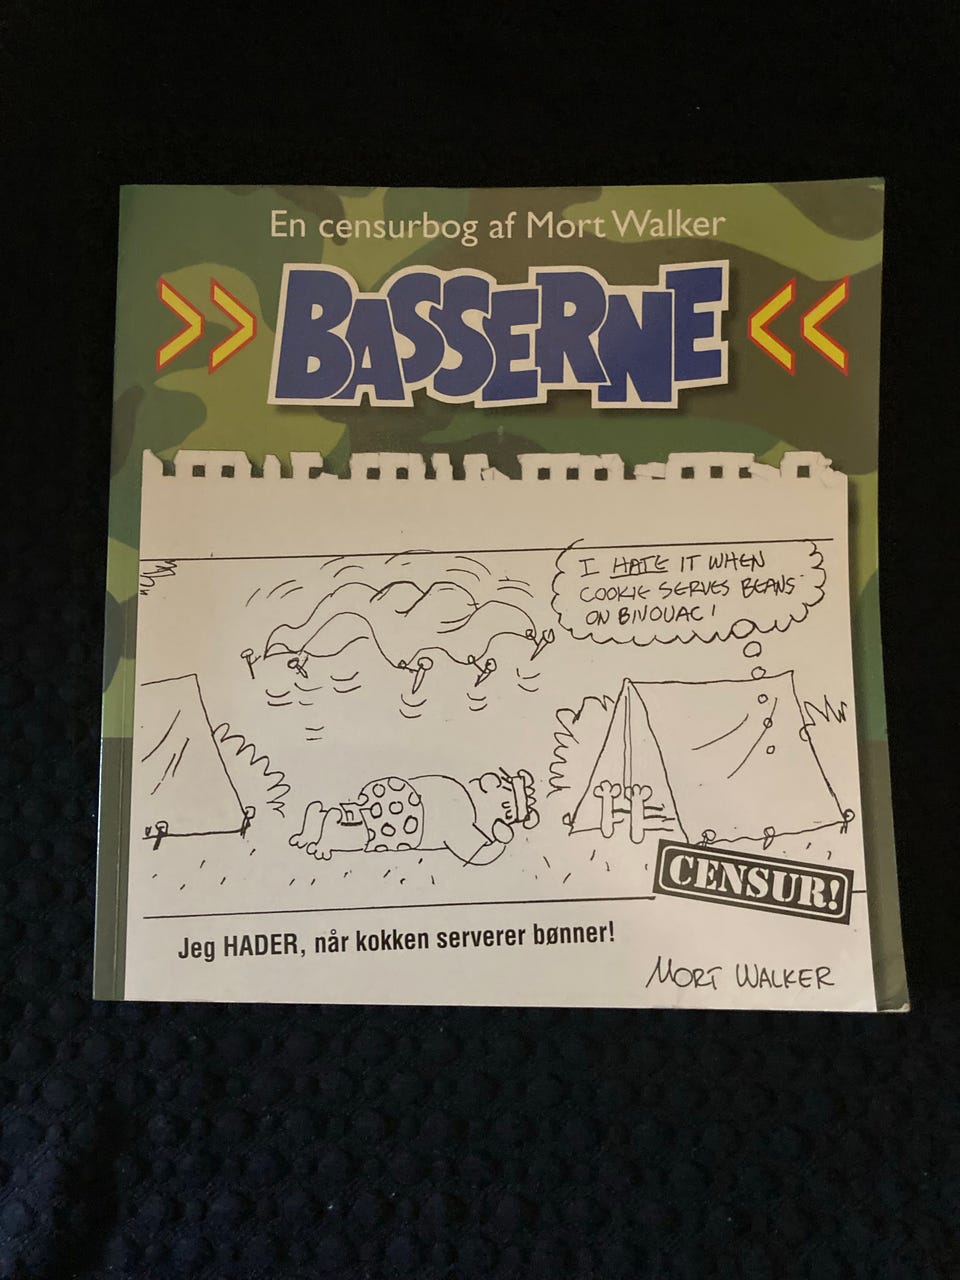 En censurbog af Mort Walker
BASSERNE
I HATE IT WHEN
COOKIE SERVES BEANS
ON BIVOUAC!
CENSUR!
Jeg HADER, når kokken serverer bønner!
MORT WALKER